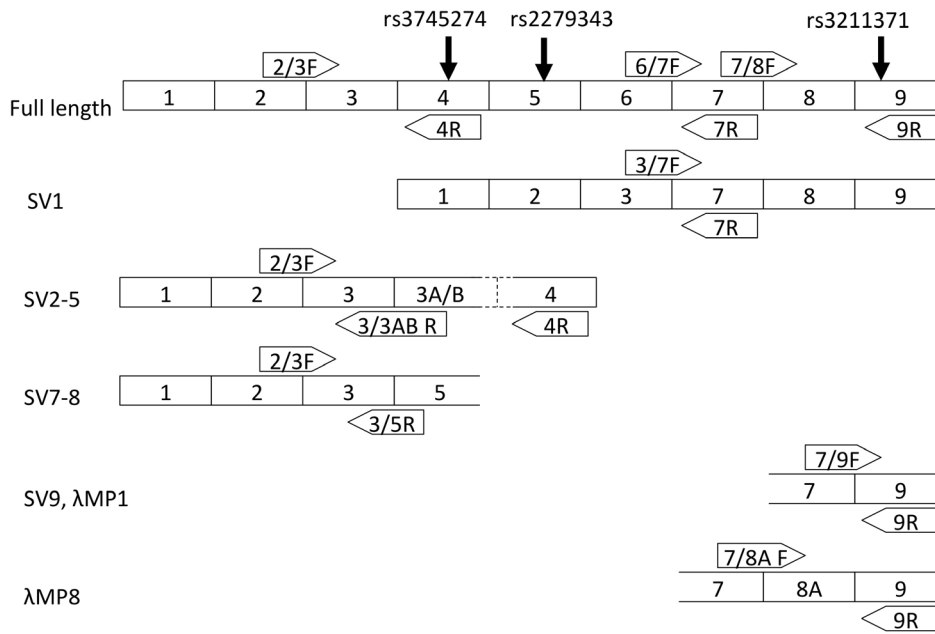 rs3745274 rs2279343 rs3211371
2/3F 6/7F 7/8F
Full length 1 2 3 4 5 6 7 8 9
4R 7R 9R
3/7F
SV1 1 2 3 7 8 9
7R
2/3F
SV2-5 1 2 3 3A/B 4
3/3AB R 4R
2/3F
SV7-8 1 2 3 5
3/5R
7/9F
SV9, λMP1 7 9
9R
7/8A F
λMP8 7 8A 9
9R